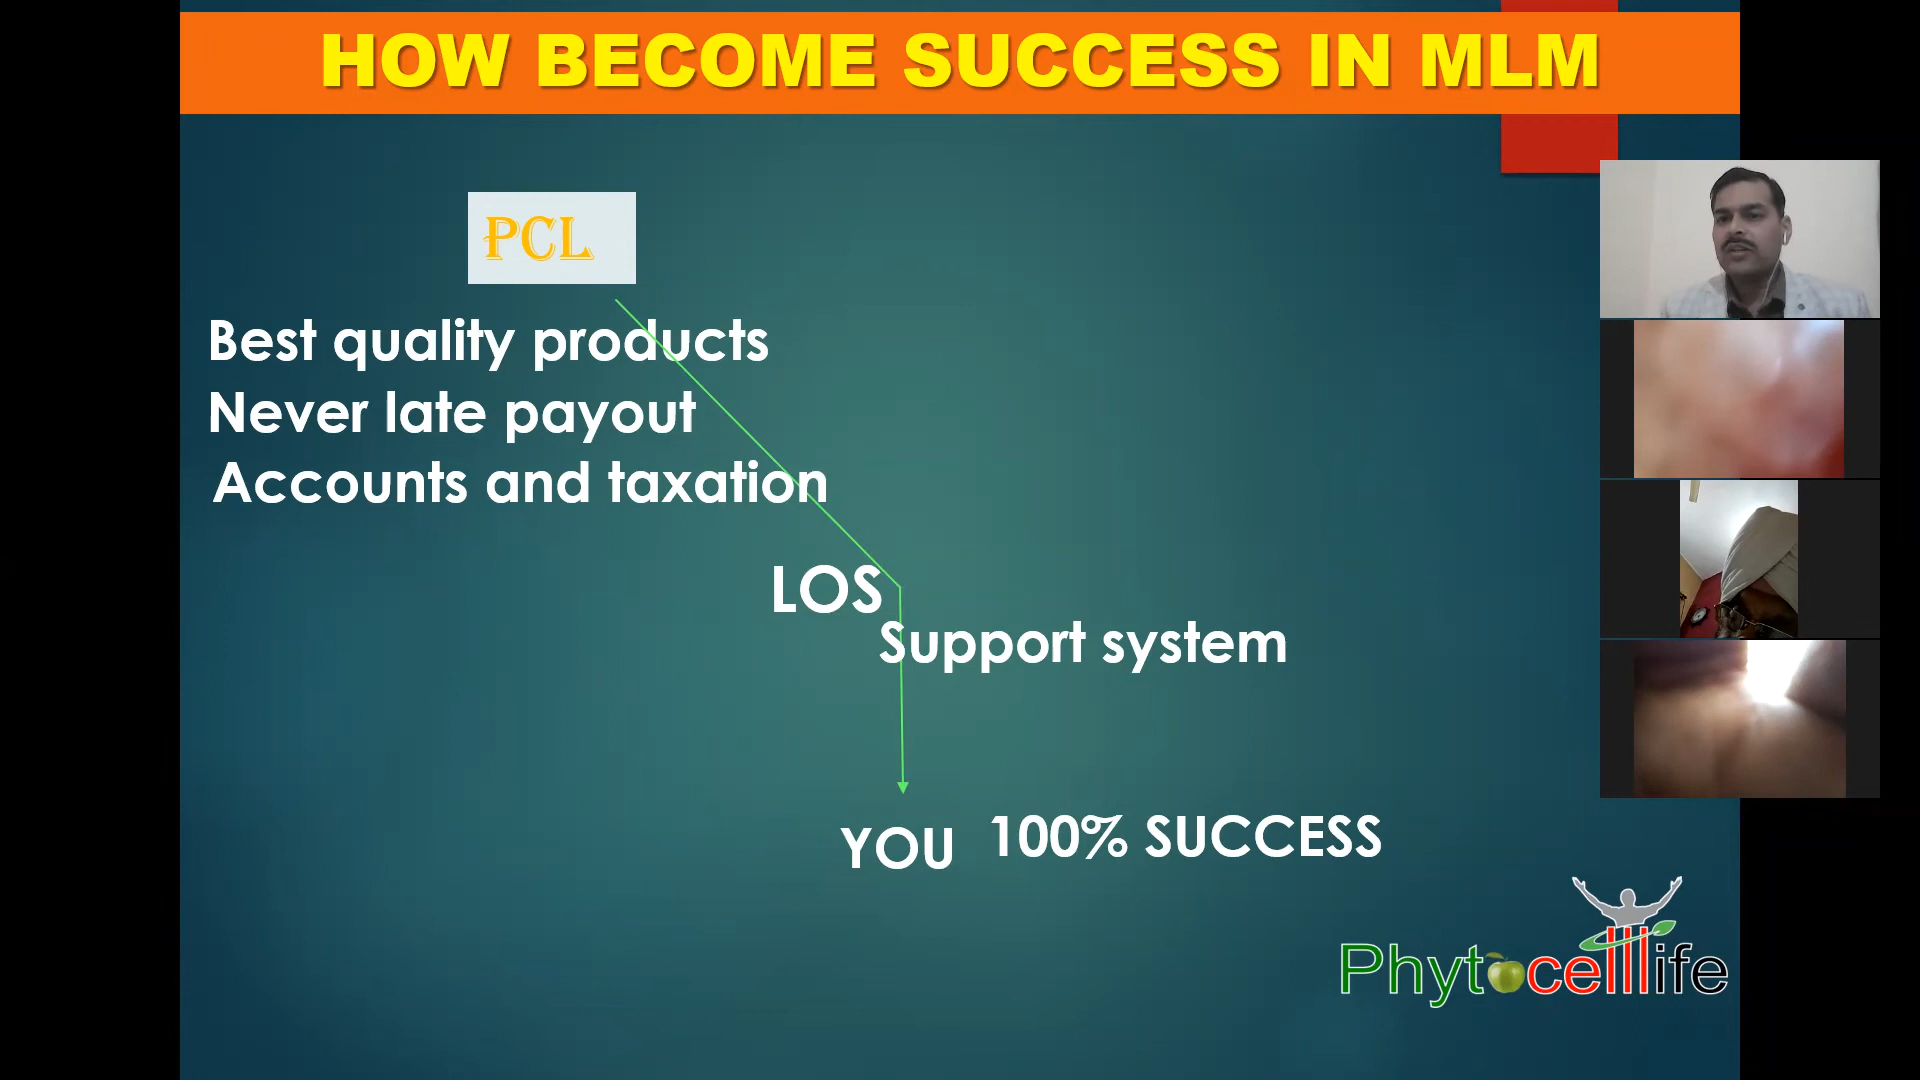 HOW BECOME SUCCESS IN MLM
PCL
Best quality products
Never late payout
Accounts and taxation
LOS
Support system
YOU
100% SUCCESS
Phytocelllife